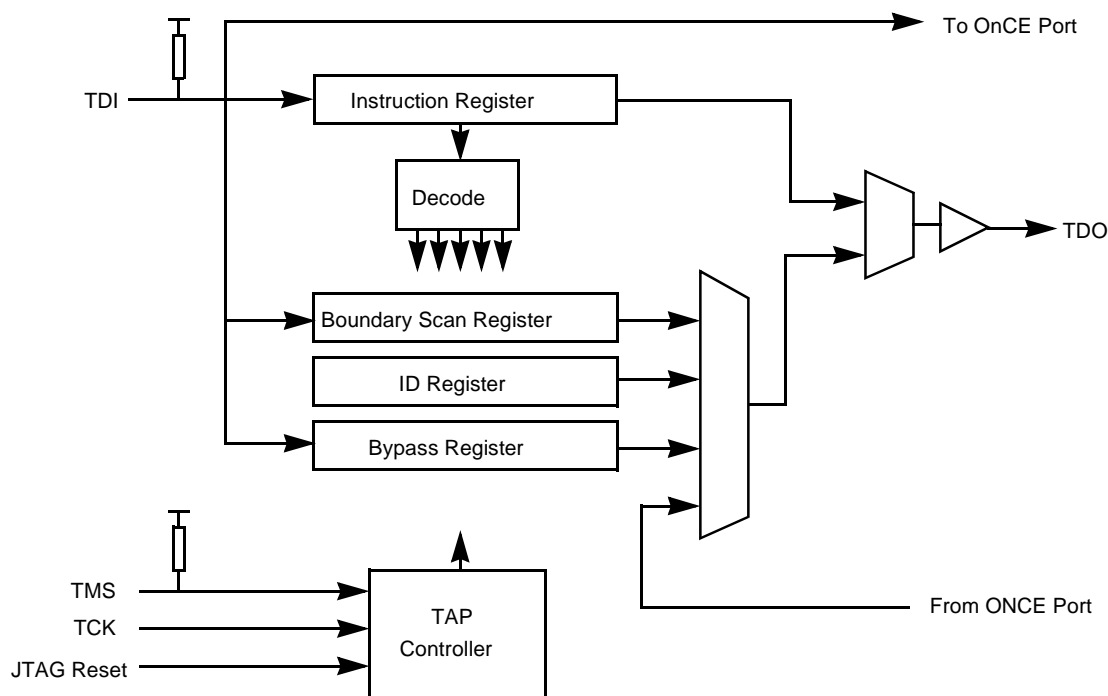 To OnCE Port
TDI
Instruction Register
Decode
TDO
Boundary Scan Register
ID Register
Bypass Register
TMS
TCK
JTAG Reset
TAP
Controller
From ONCE Port